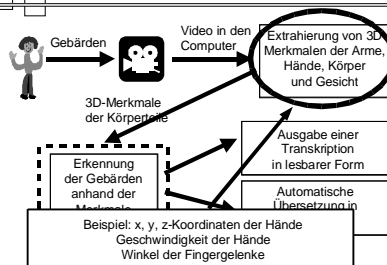 Gebärden
Video in den
Computer
Extrahierung von 3D-
Merkmalen der Arme,
Hände, Körper
und Gesicht
3D-Merkmale
der Körperteile
Erkennung
der Gebärden
anhand der
Merkmale
Ausgabe einer
Transkription
in lesbarer Form
Automatische
Übersetzung in
Beispiel: x, y, z-Koordinaten der Hände
Geschwindigkeit der Hände
Winkel der Fingergelenke